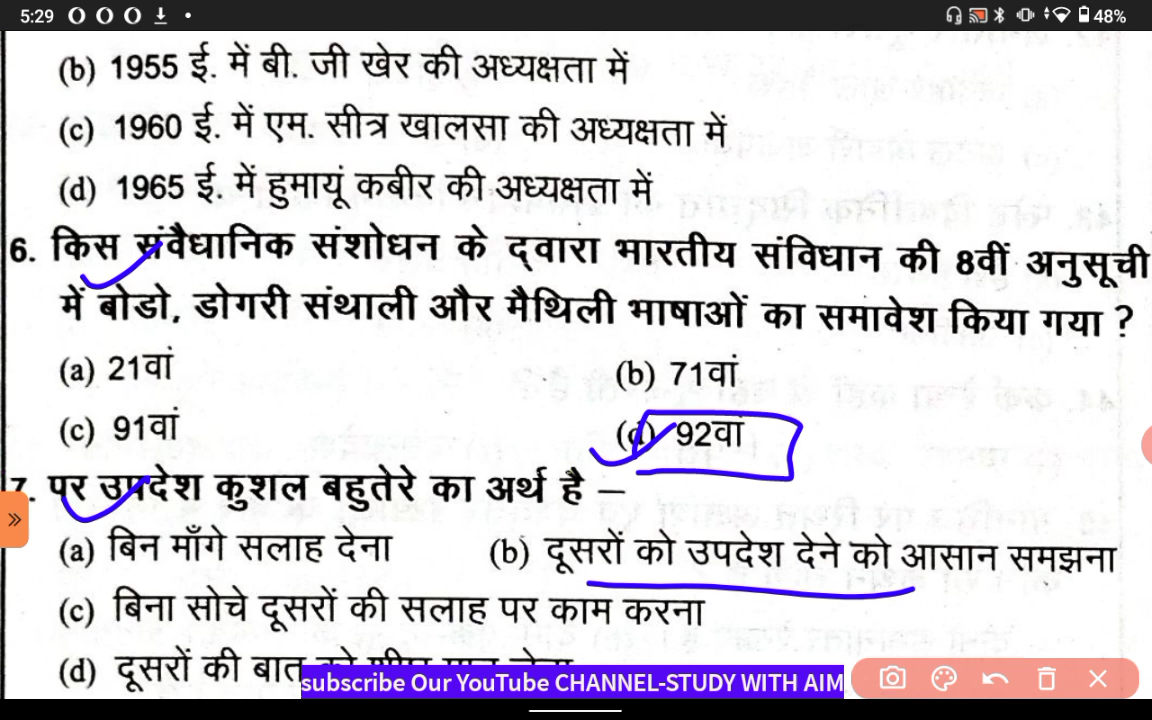 5:29
48%
(b) 1955 ई. में बी. जी खेर की अध्यक्षता में
(c) 1960 ई. में एम. सीत्र खालसा की अध्यक्षता में
(d) 1965 ई. में हुमायूं कबीर की अध्यक्षता में
6. किस संवैधानिक संशोधन के द्वारा भारतीय संविधान की 8वीं अनुसूची
में बोडो, डोगरी संथाली और मैथिली भाषाओं का समावेश किया गया ?
(a) 21वां (b) 71वां
(c) 91वां (d) 92वां
7. पर उपदेश कुशल बहुतेरे का अर्थ है –
(a) बिन माँगे सलाह देना (b) दूसरों को उपदेश देने को आसान समझना
(c) बिना सोचे दूसरों की सलाह पर काम करना
(d) दूसरों की बात
subscribe Our YouTube CHANNEL-STUDY WITH AIM